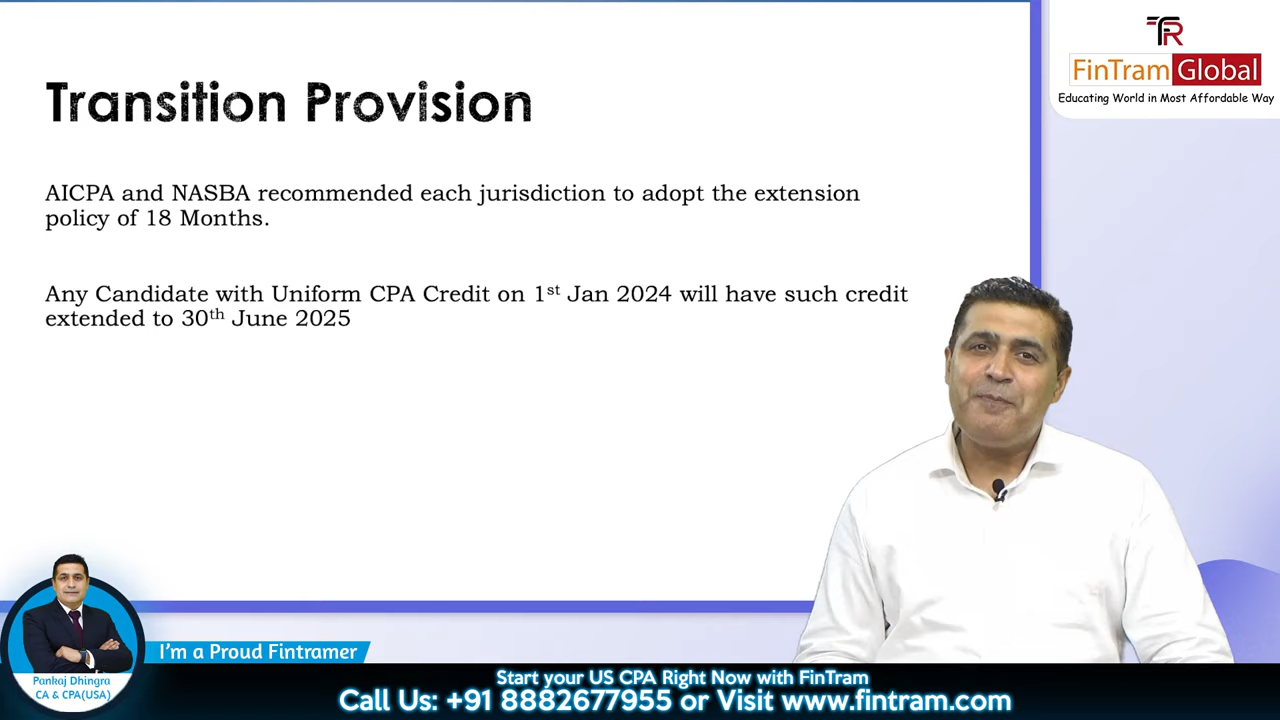 Transition Provision
AICPA and NASBA recommended each jurisdiction to adopt the extension
policy of 18 Months.
Any Candidate with Uniform CPA Credit on 1st Jan 2024 will have such credit
extended to 30th June 2025
TR
FinTram Global
Educating World in Most Affordable Way
I'm a Proud Fintramer
Pankaj Dhingra
CA & CPA(USA)
Start your US CPA Right Now with FinTram
Call Us: +91 8882677955 or Visit www.fintram.com